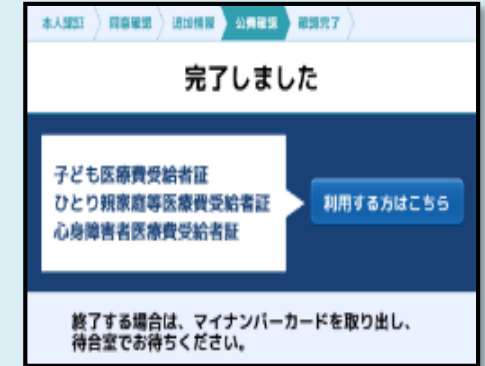 本人認証 同意確認 追加情報 公費確認 確認完了
完了しました
子ども医療費受給者証
ひとり親家庭等医療費受給者証
心身障害者医療費受給者証
利用する方はこちら
終了する場合は、マイナンバーカードを取り出し、
待合室でお待ちください。